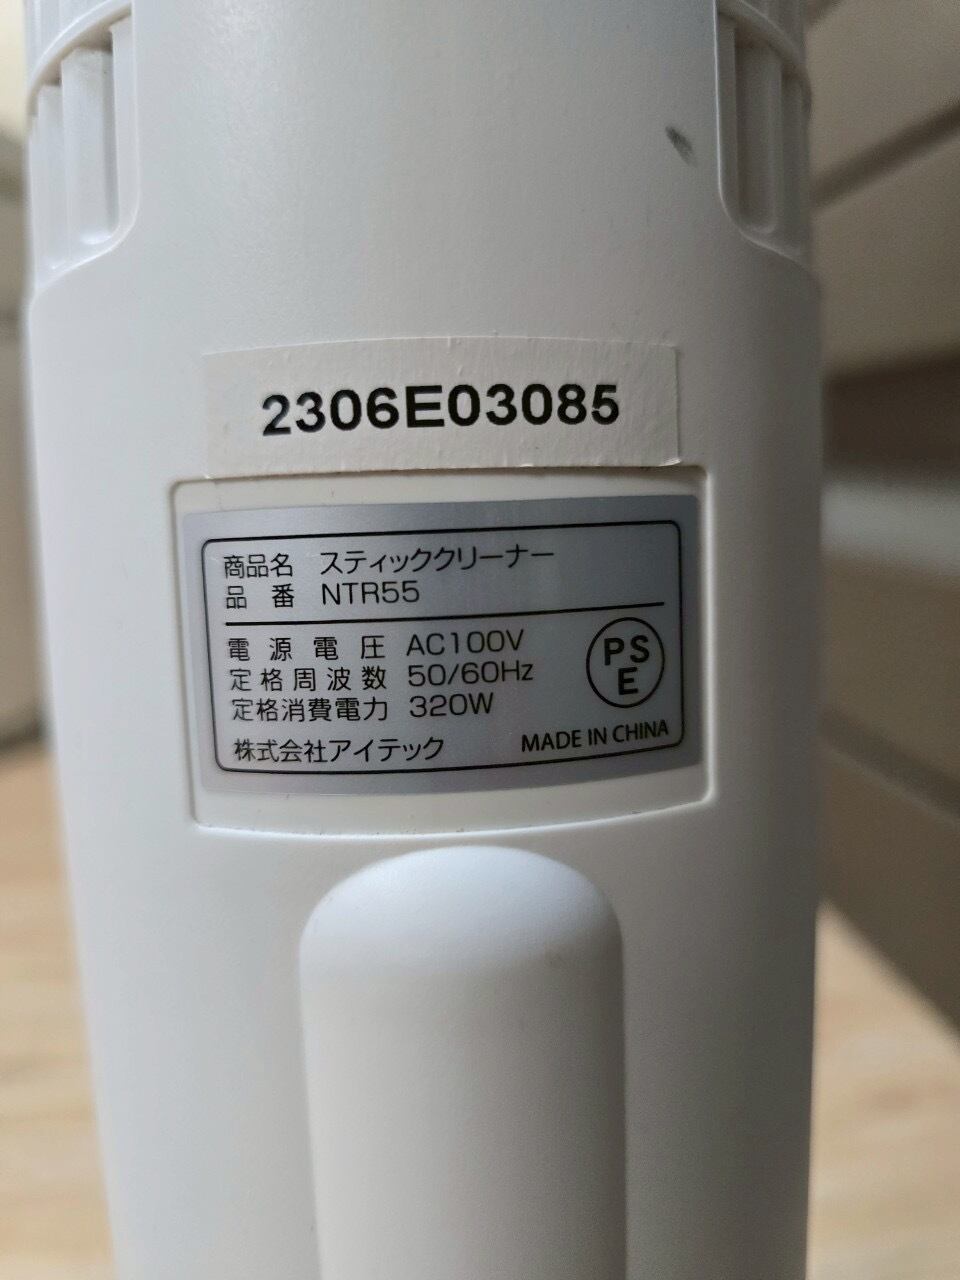 2306E03085
商品名 スティッククリーナー
品番 NTR55
電源電圧 AC100V
定格周波数 50/60Hz
定格消費電力 320W
PSE
株式会社アイテック MADE IN CHINA